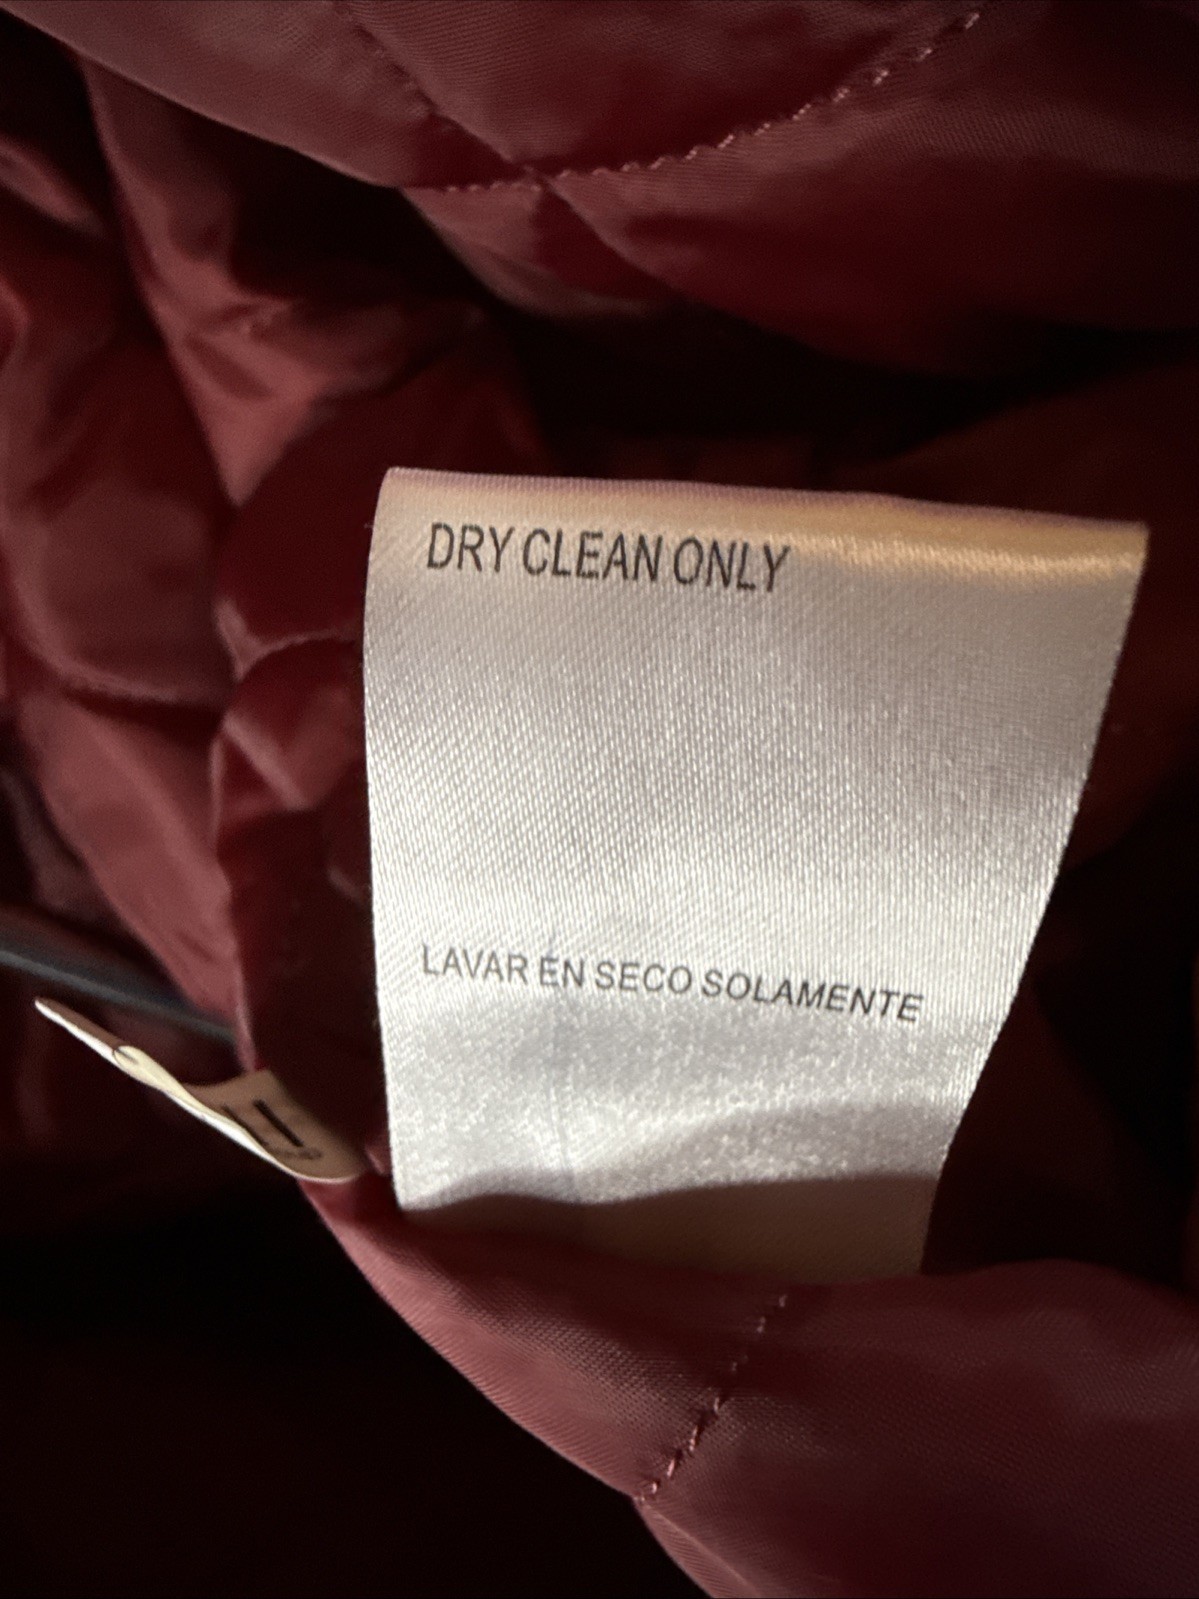 DRY CLEAN ONLY
LAVAR EN SECO SOLAMENTE